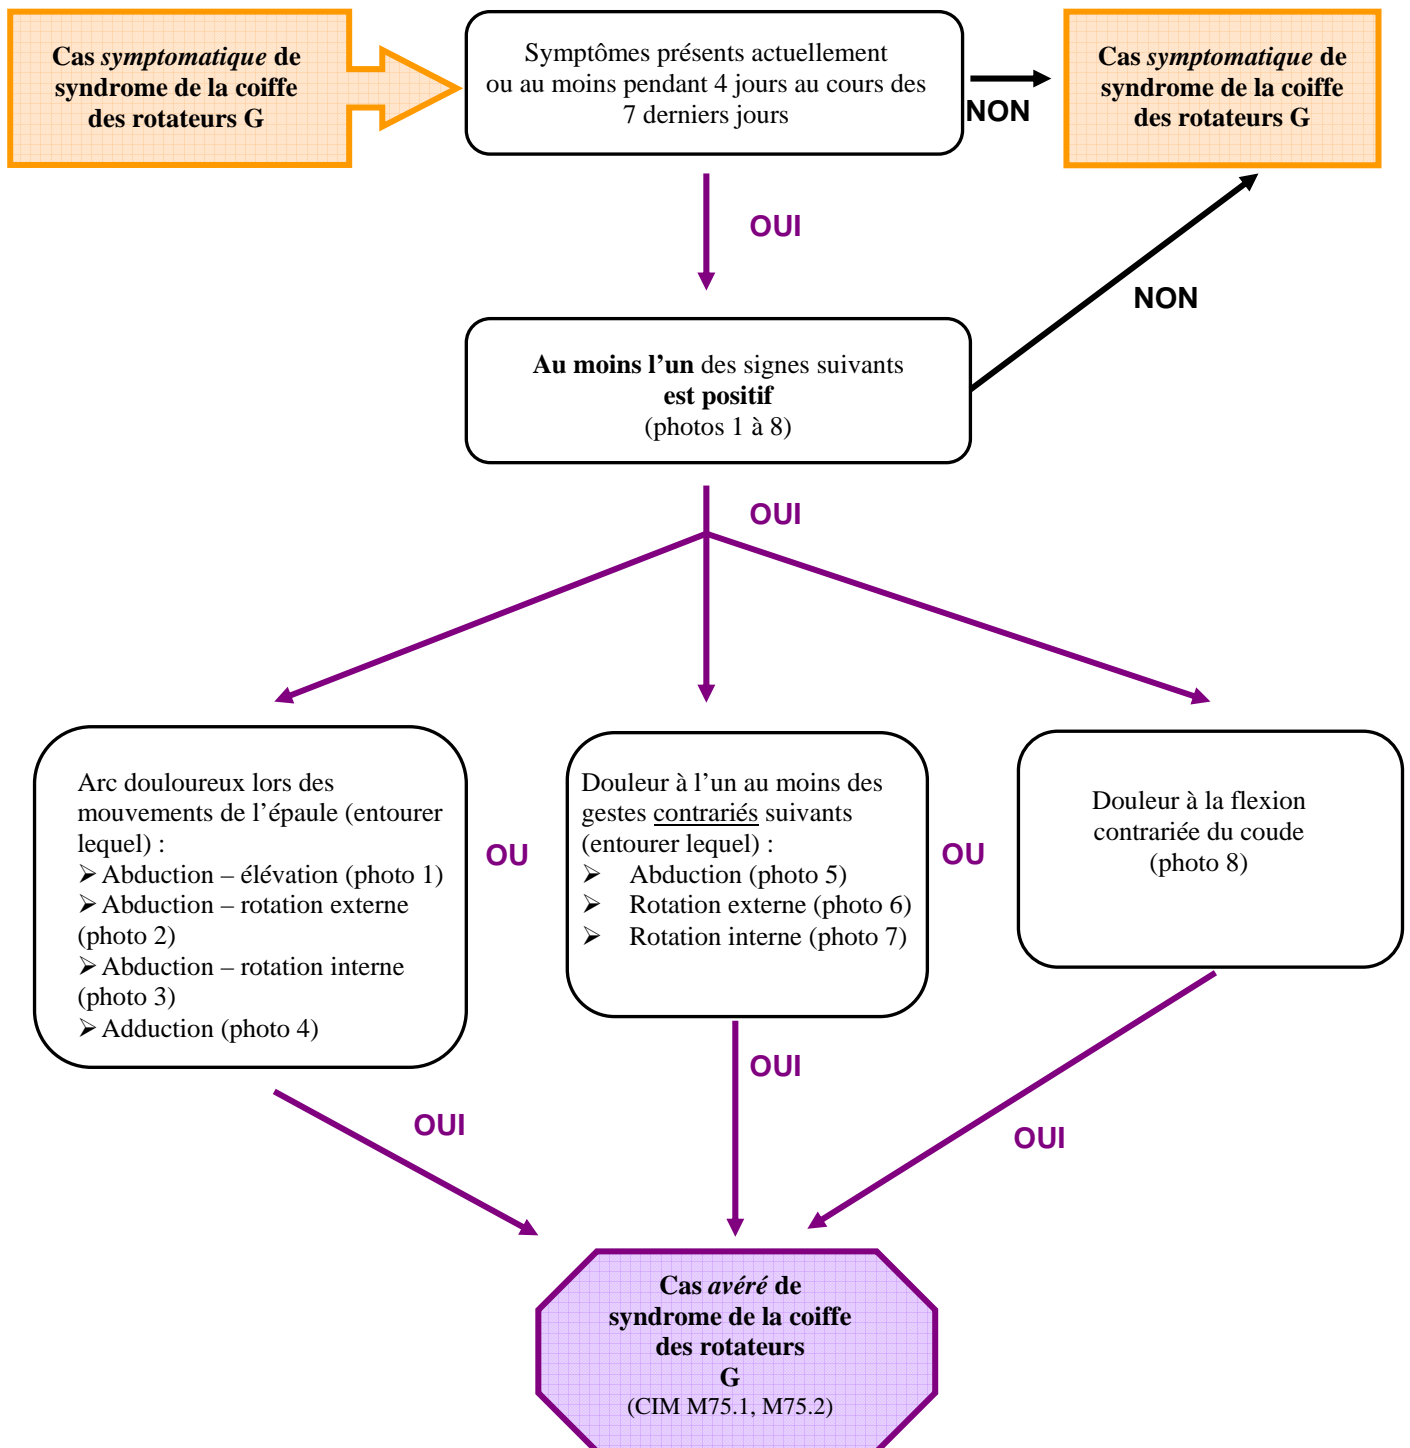 Cas symptomatique de
syndrome de la coiffe
des rotateurs G
Symptômes présents actuellement
ou au moins pendant 4 jours au cours des
7 derniers jours
NON
Cas symptomatique de
syndrome de la coiffe
des rotateurs G
OUI
NON
Au moins l’un des signes suivants
est positif
(photos 1 à 8)
OUI
Arc douloureux lors des
mouvements de l’épaule (entourer
lequel) :
➢ Abduction – élévation (photo 1)
➢ Abduction – rotation externe
(photo 2)
➢ Abduction – rotation interne
(photo 3)
➢ Adduction (photo 4)
OU
Douleur à l’un au moins des
gestes contrariés suivants
(entourer lequel) :
➢ Abduction (photo 5)
➢ Rotation externe (photo 6)
➢ Rotation interne (photo 7)
OU
Douleur à la flexion
contrariée du coude
(photo 8)
OUI
OUI
OUI
Cas avéré de
syndrome de la coiffe
des rotateurs
G
(CIM M75.1, M75.2)